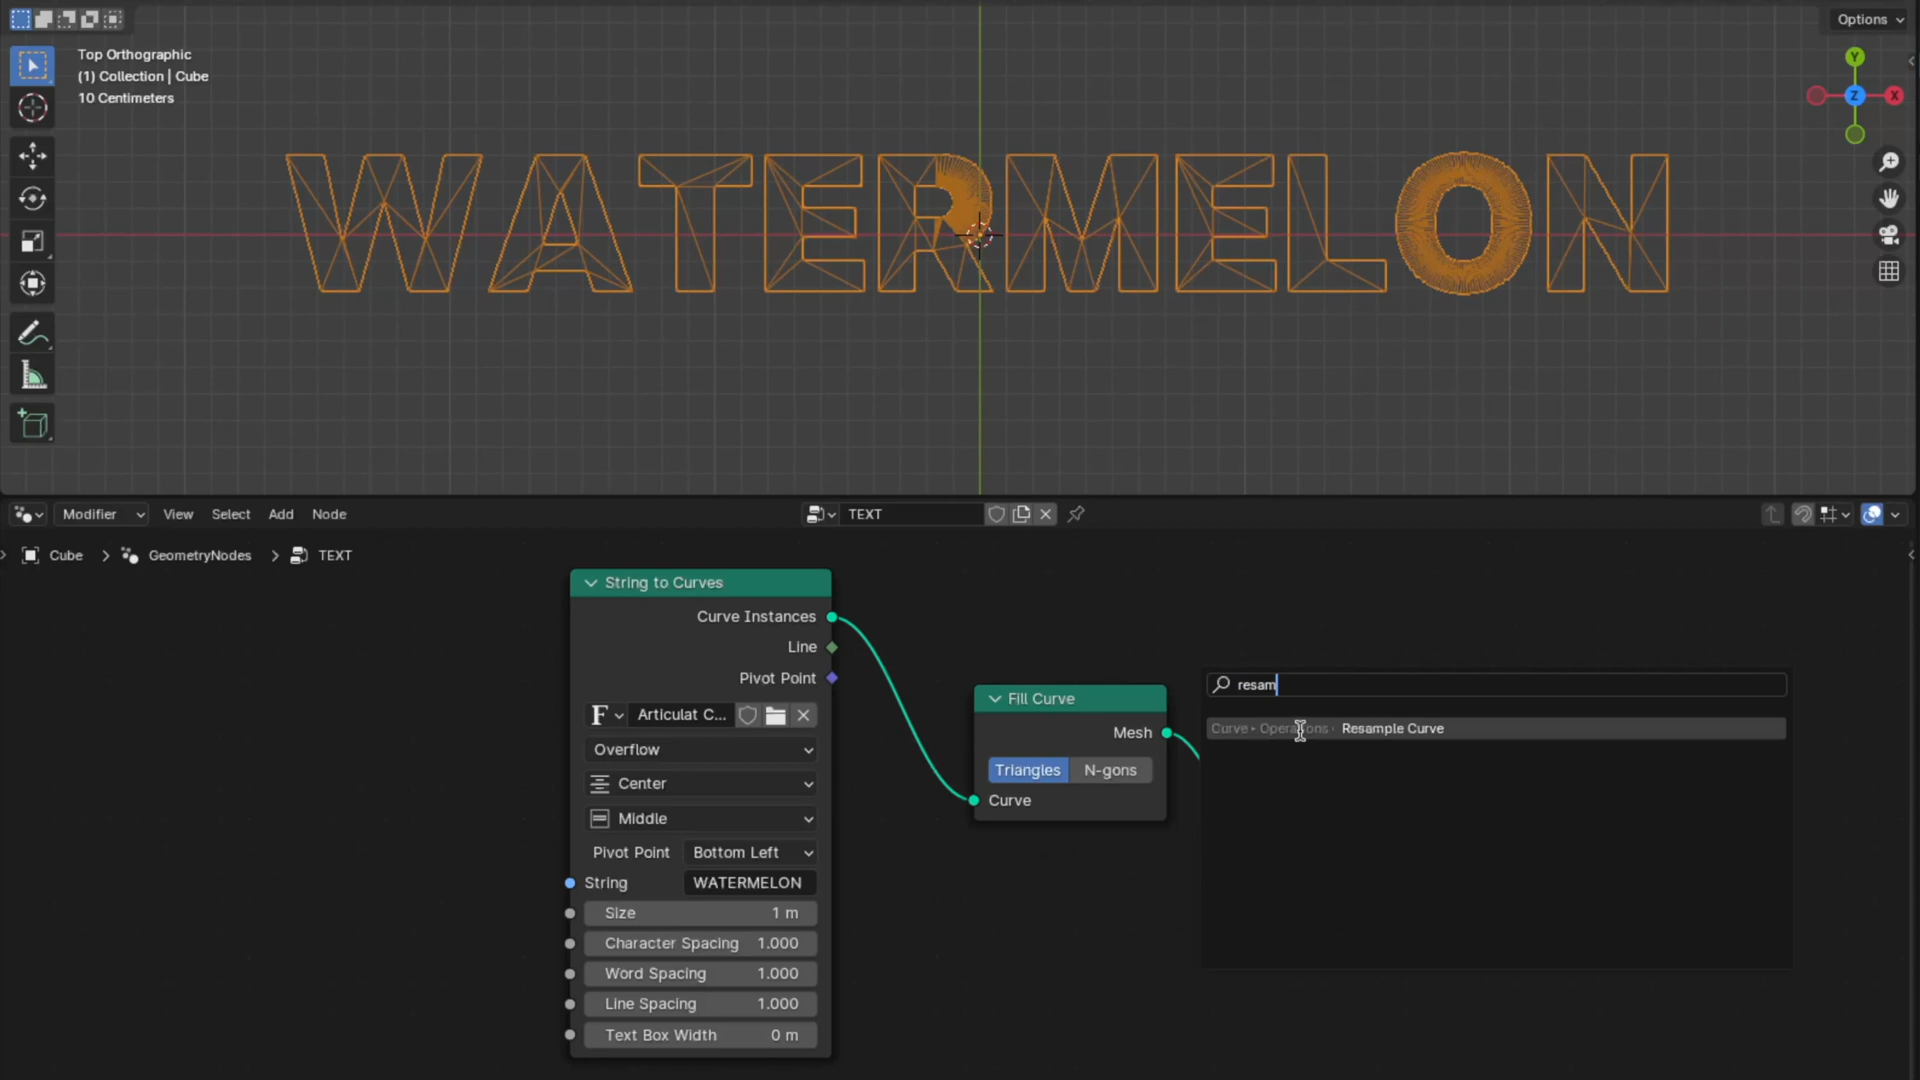 Options
Top Orthographic
(1) Collection | Cube
10 Centimeters
Y
Z
X
WATERMELON
Modifier
View
Select
Add
Node
TEXT
Cube
GeometryNodes
TEXT
String to Curves
Curve Instances
Line
Pivot Point
F
Articulat C...
Overflow
Center
Middle
Pivot Point
Bottom Left
String
WATERMELON
Size
1 m
Character Spacing
1.000
Word Spacing
1.000
Line Spacing
1.000
Text Box Width
0 m
Fill Curve
Mesh
Triangles
N-gons
Curve
resam
Curve ▸ Operations ▸ Resample Curve